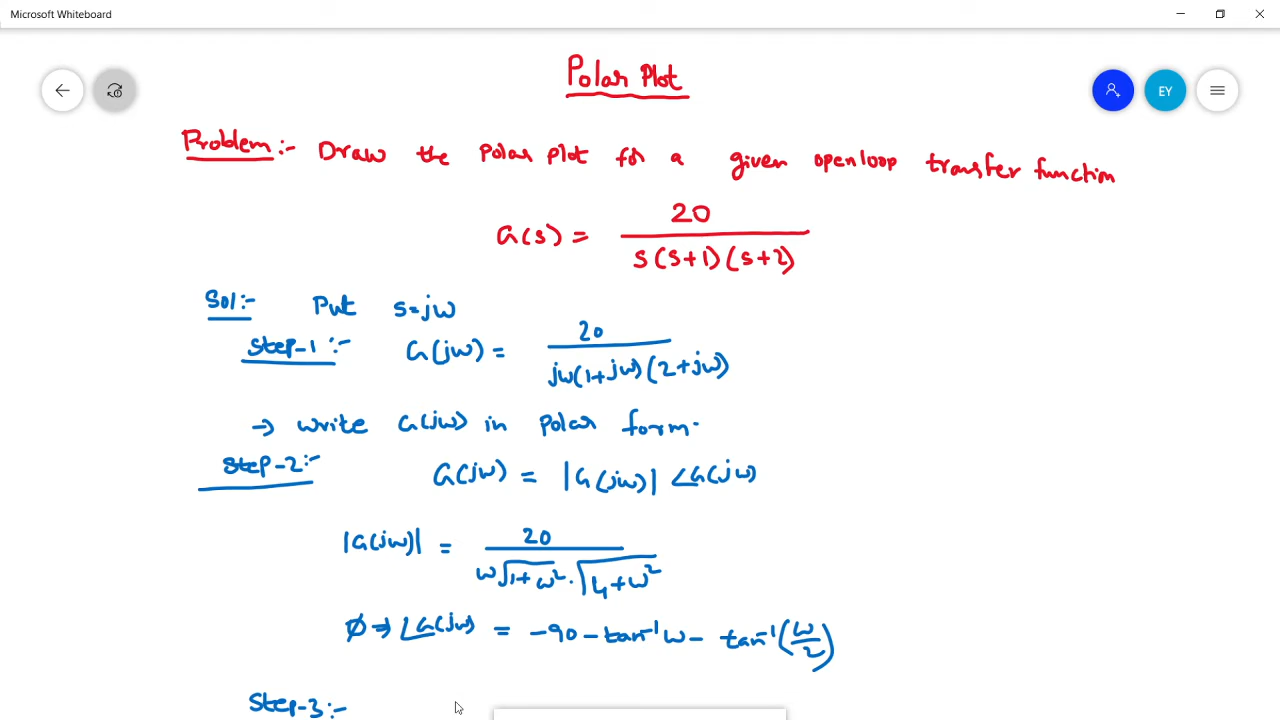 Microsoft Whiteboard
Polar Plot
EY
Problem:- Draw the Polar plot for a given openloop transfer function
G(s) = 20 / s(s+1)(s+2)
Sol:- Put s=jω
Step-1:- G(jω) = 20 / jω(1+jω)(2+jω)
→ write G(jω) in Polar form.
Step-2:- G(jω) = |G(jω)| ∠G(jω)
|G(jω)| = 20 / ω√1+ω² · √4+ω²
Ø ⇒ ∠G(jω) = -90 - tan⁻¹ω - tan⁻¹(ω/2)
Step-3:-